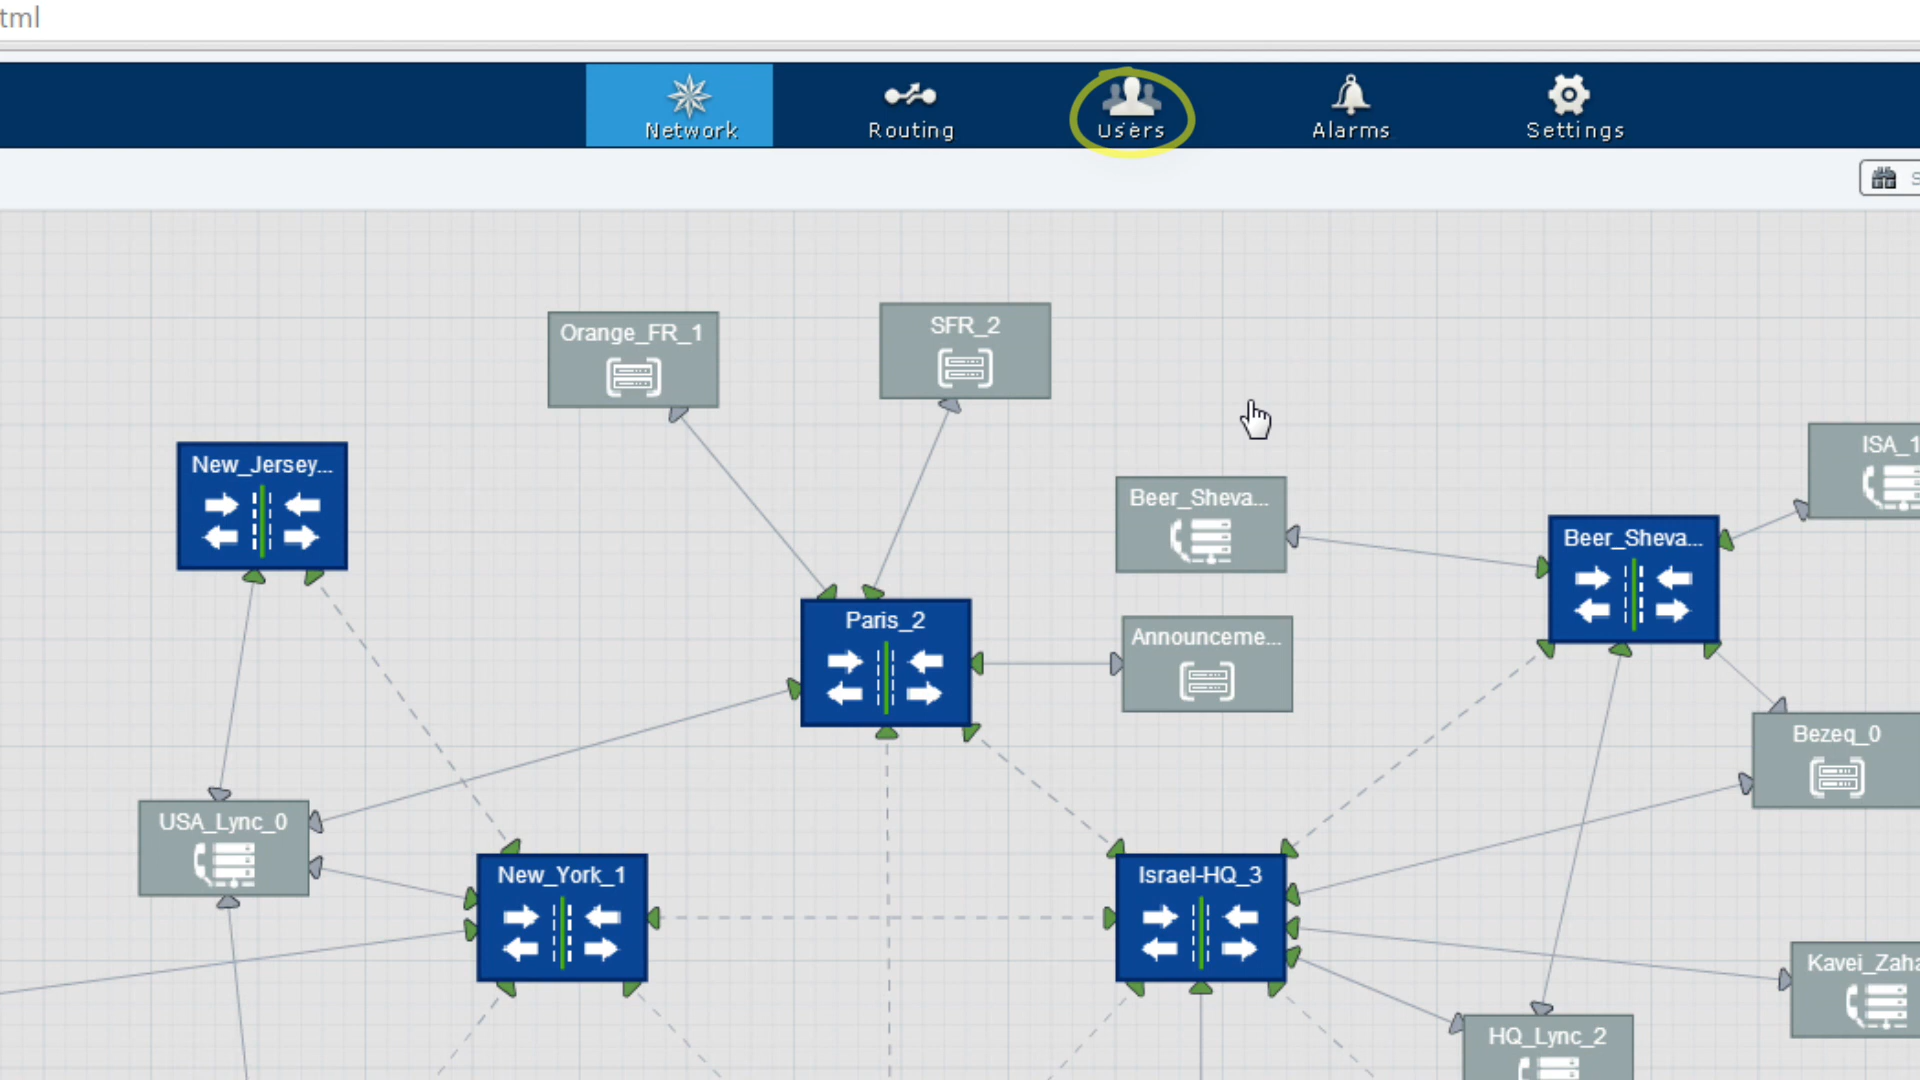 tml
Network
Routing
Users
Alarms
Settings
Orange_FR_1
SFR_2
New_Jersey...
Beer_Sheva...
ISA_1
Beer_Sheva...
Paris_2
Announceme...
Bezeq_0
USA_Lync_0
New_York_1
Israel-HQ_3
Kavei_Zaha
HQ_Lync_2